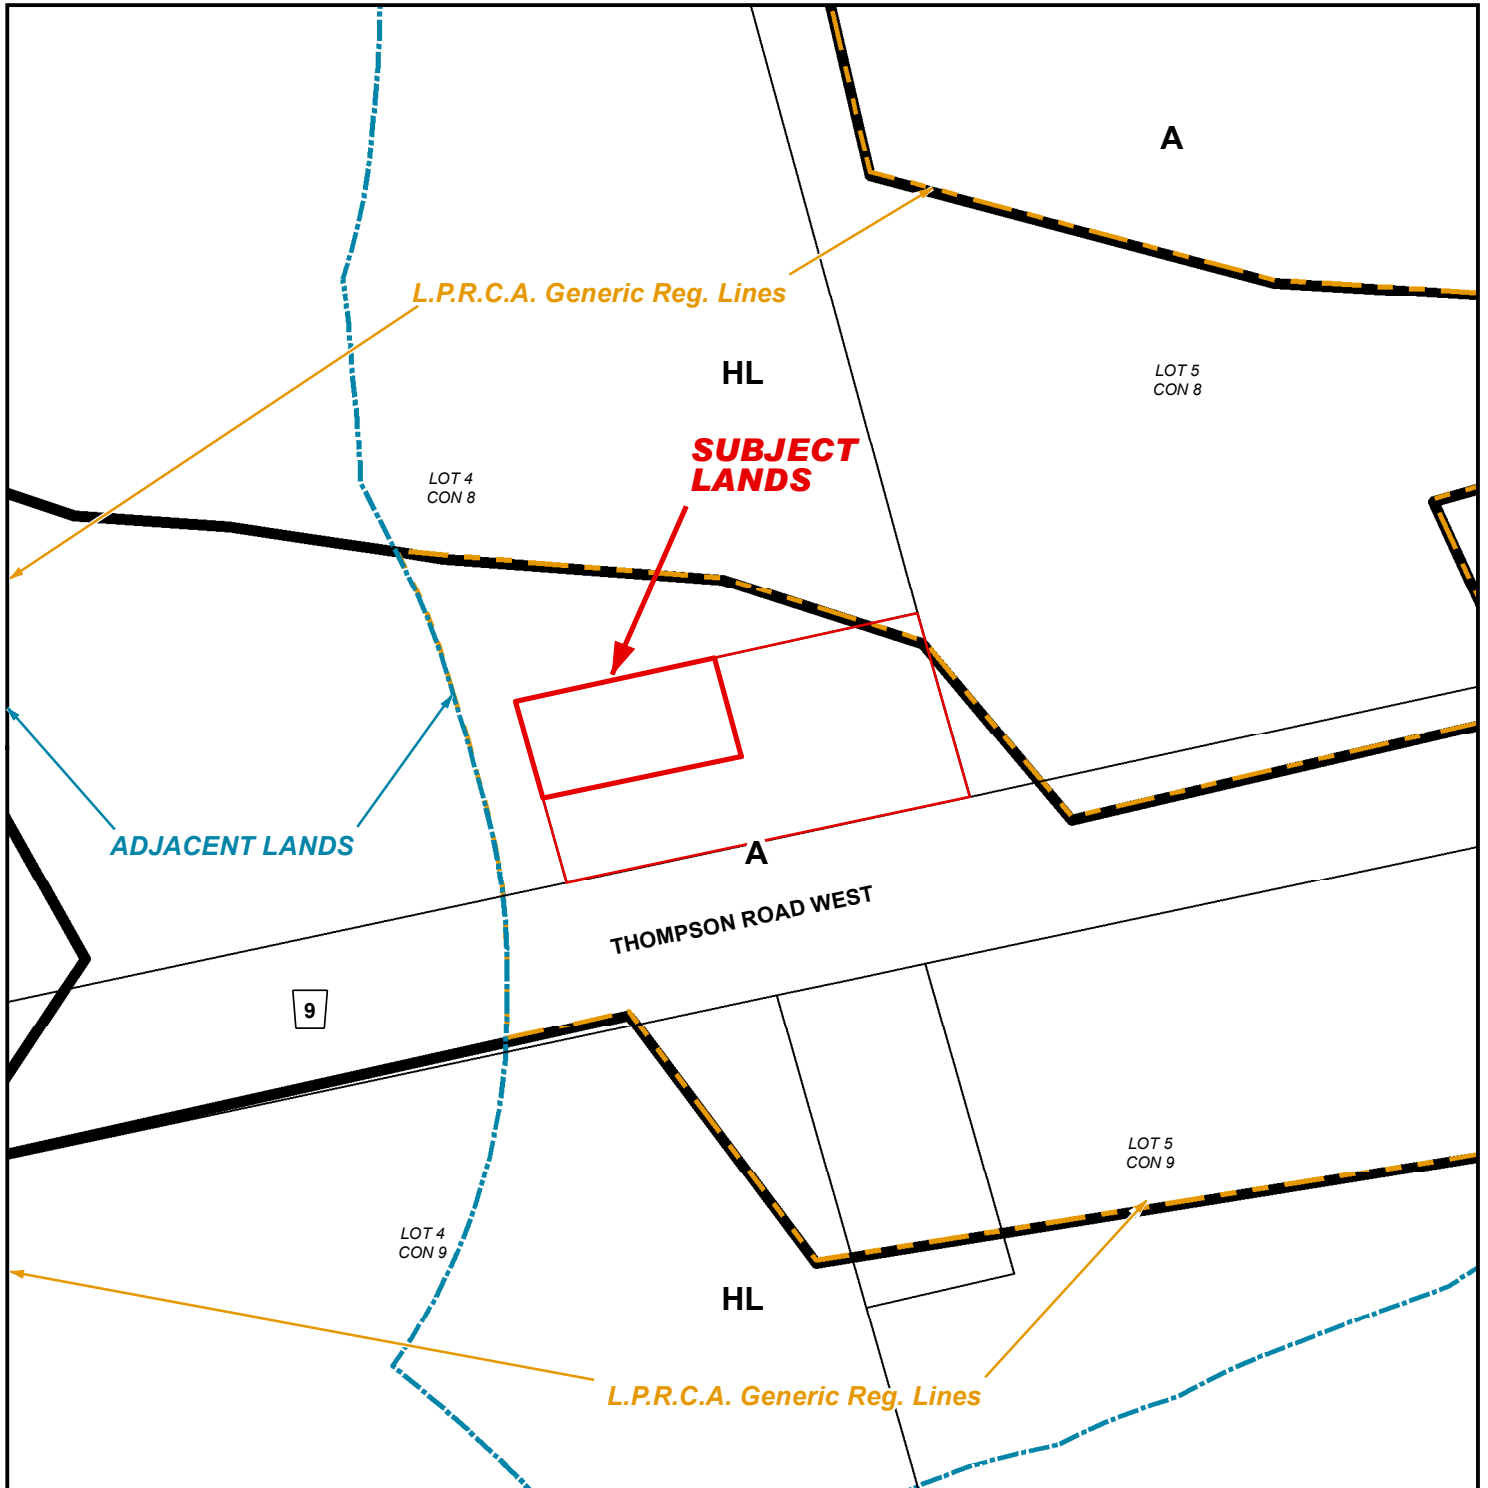 A
L.P.R.C.A. Generic Reg. Lines
HL
LOT 5
CON 8
SUBJECT
LANDS
LOT 4
CON 8
ADJACENT LANDS
A
THOMPSON ROAD WEST
9
LOT 5
CON 9
LOT 4
CON 9
HL
L.P.R.C.A. Generic Reg. Lines